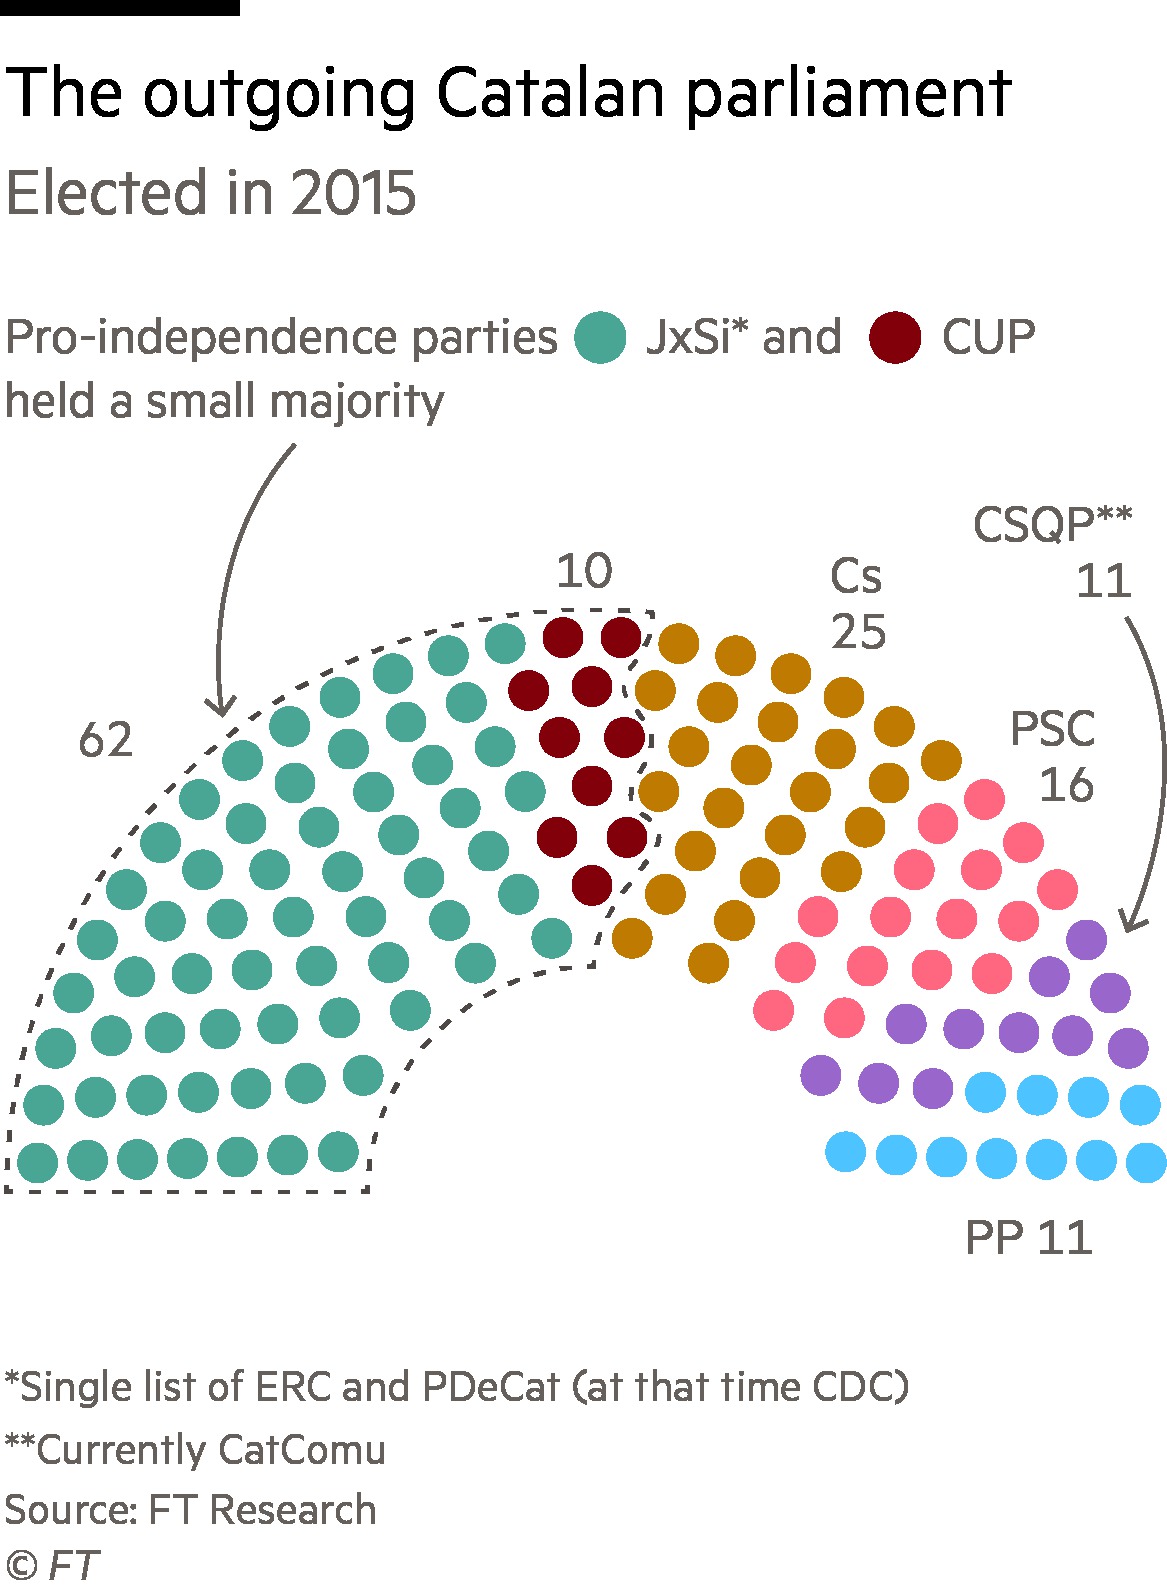 The outgoing Catalan parliament
Elected in 2015
Pro-independence parties JxSi* and CUP
held a small majority
CSQP**
11
10
Cs
25
62
PSC
16
PP 11
*Single list of ERC and PDeCat (at that time CDC)
**Currently CatComu
Source: FT Research
© FT